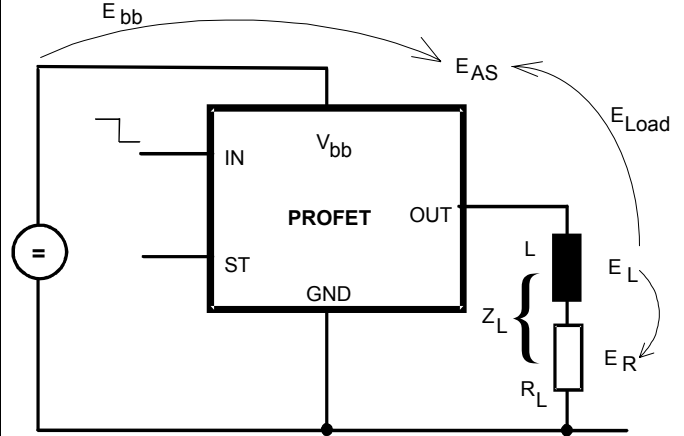 E bb
E AS
E Load
V bb
IN
PROFET
OUT
=
ST
L
E L
GND
Z L {
E R
R L